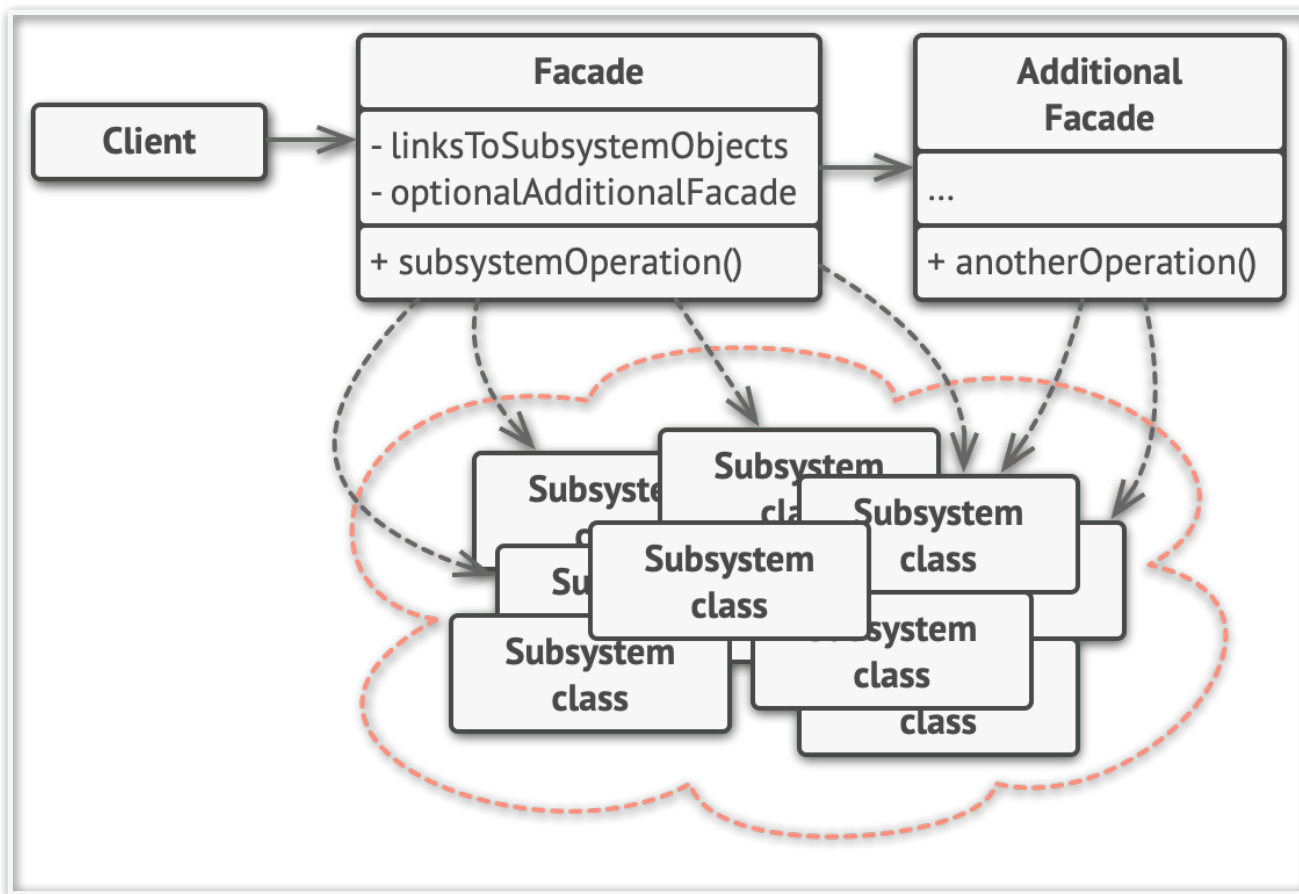 Facade
Additional
Facade
Client
- linksToSubsystemObjects
- optionalAdditionalFacade
...
+ subsystemOperation()
+ anotherOperation()
Subsystem
Subsystem
class
Subsystem
class
Subsystem
class
Subsystem
class
class